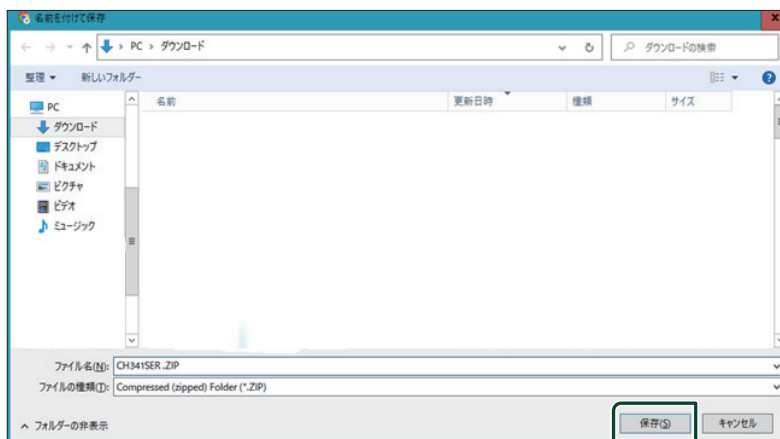 名前を付けて保存
PC › ダウンロード
ダウンロードの検索
整理 新しいフォルダー
名前 更新日時 種類 サイズ
PC
ダウンロード
デスクトップ
ドキュメント
ピクチャ
ビデオ
ミュージック
ファイル名(N): CH341SER.ZIP
ファイルの種類(T): Compressed (zipped) Folder (*.ZIP)
フォルダーの非表示 保存(S) キャンセル